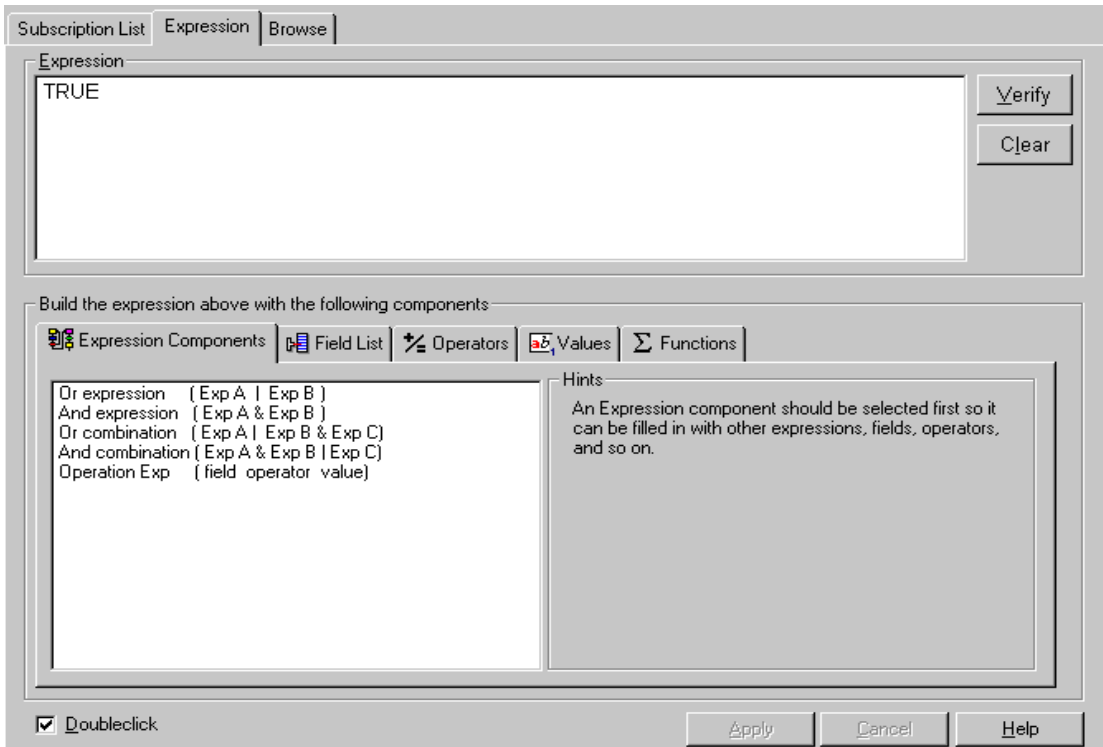 Subscription List Expression Browse
Expression
TRUE
Verify
Clear
Build the expression above with the following components
Expression Components Field List Operators Values Functions
Or expression ( Exp A | Exp B )
And expression ( Exp A & Exp B )
Or combination ( Exp A | Exp B & Exp C)
And combination ( Exp A & Exp B | Exp C)
Operation Exp ( field operator value)
Hints
An Expression component should be selected first so it
can be filled in with other expressions, fields, operators,
and so on.
Doubleclick
Apply Cancel Help